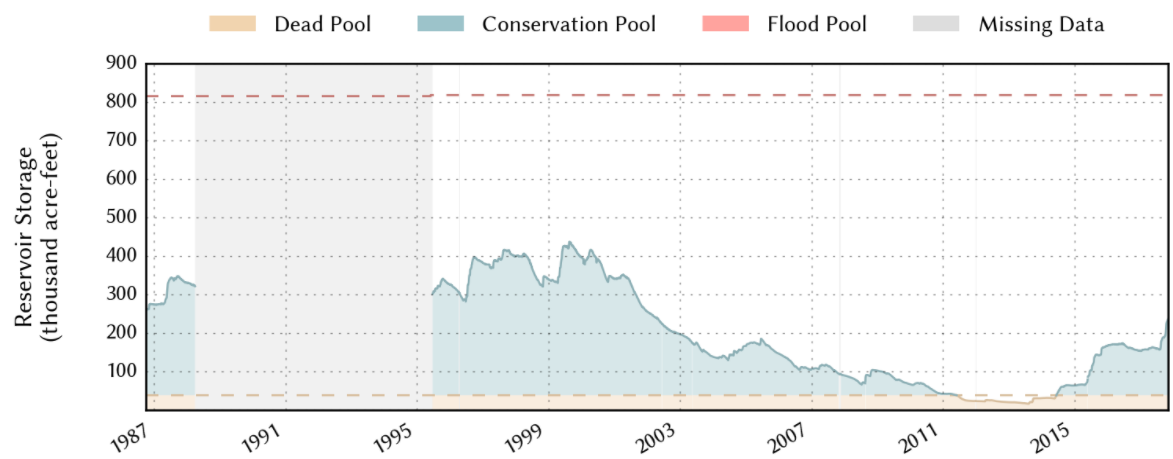 Dead Pool Conservation Pool Flood Pool Missing Data
Reservoir Storage
(thousand acre-feet)
900
800
700
600
500
400
300
200
100
1987 1991 1995 1999 2003 2007 2011 2015